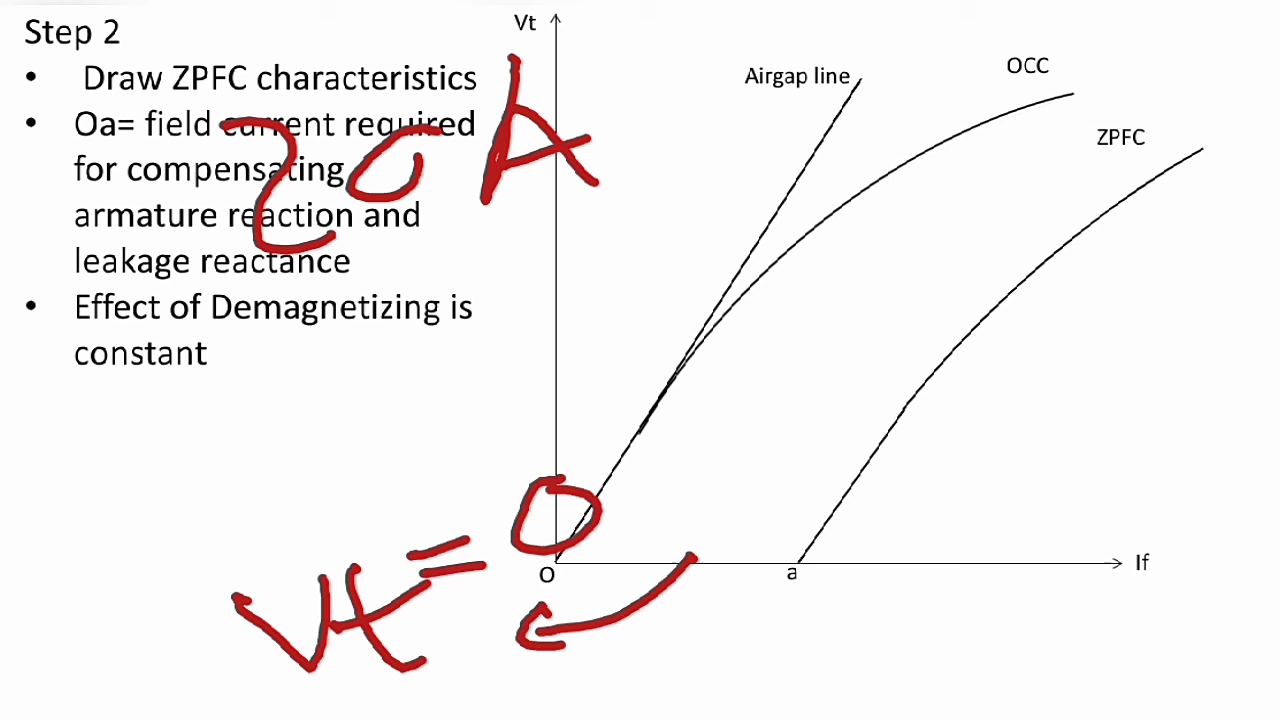 Step 2
• Draw ZPFC characteristics
• Oa= field current required
for compensating
armature reaction and
leakage reactance
• Effect of Demagnetizing is
constant
20 A
Vt
Airgap line
OCC
ZPFC
O
a
If
Vt = 0